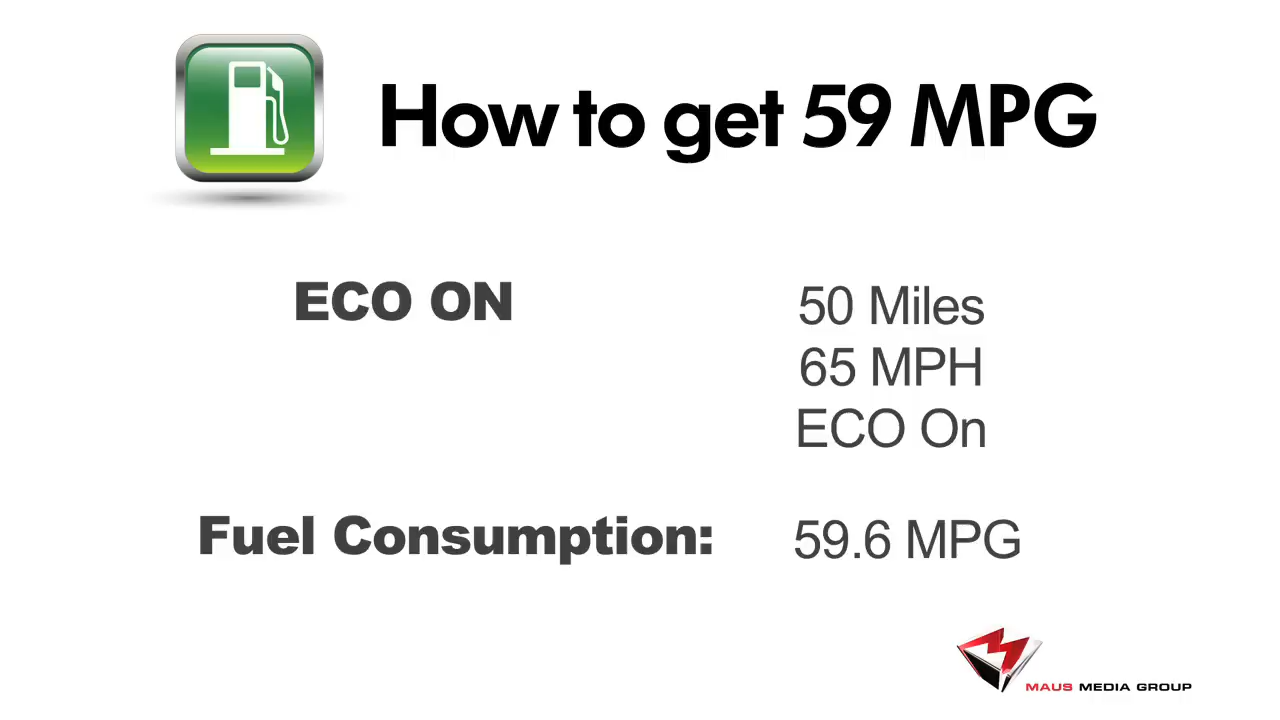 How to get 59 MPG
ECO ON
50 Miles
65 MPH
ECO On
Fuel Consumption: 59.6 MPG
MAUS MEDIA GROUP